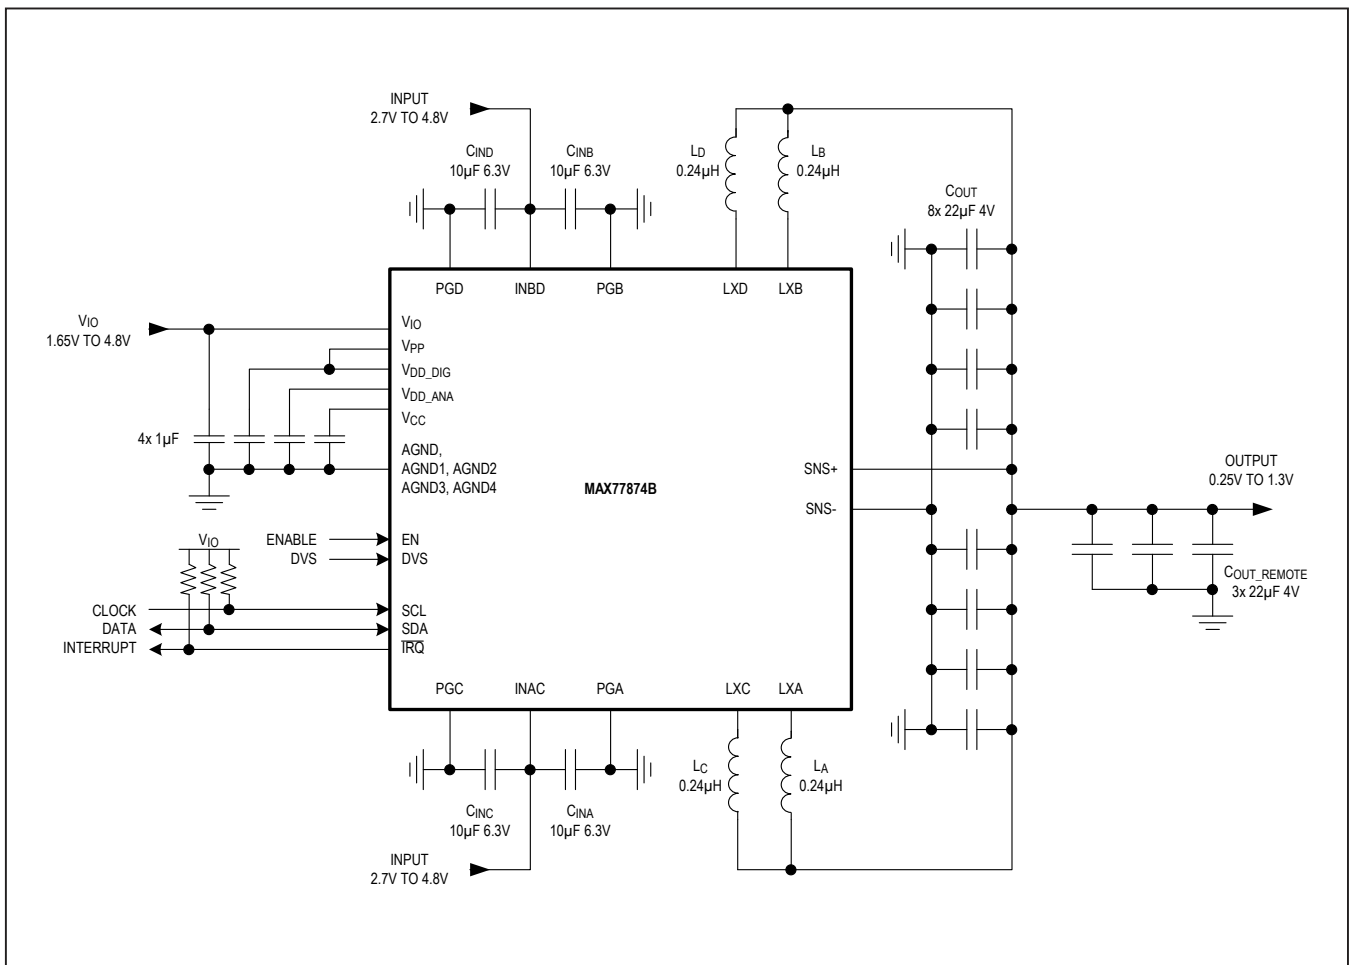 INPUT
2.7V TO 4.8V
CIND
10µF 6.3V
CINB
10µF 6.3V
LD
0.24µH
LB
0.24µH
COUT
8x 22µF 4V
PGD
INBD
PGB
LXD
LXB
VIO
1.65V TO 4.8V
VIO
VPP
VDD_DIG
VDD_ANA
VCC
4x 1µF
AGND,
AGND1, AGND2
AGND3, AGND4
MAX77874B
SNS+
SNS-
OUTPUT
0.25V TO 1.3V
COUT_REMOTE
3x 22µF 4V
VIO
ENABLE
EN
DVS
DVS
CLOCK
SCL
DATA
SDA
INTERRUPT
IRQ
PGC
INAC
PGA
LXC
LXA
LC
0.24µH
LA
0.24µH
CINC
10µF 6.3V
CINA
10µF 6.3V
INPUT
2.7V TO 4.8V